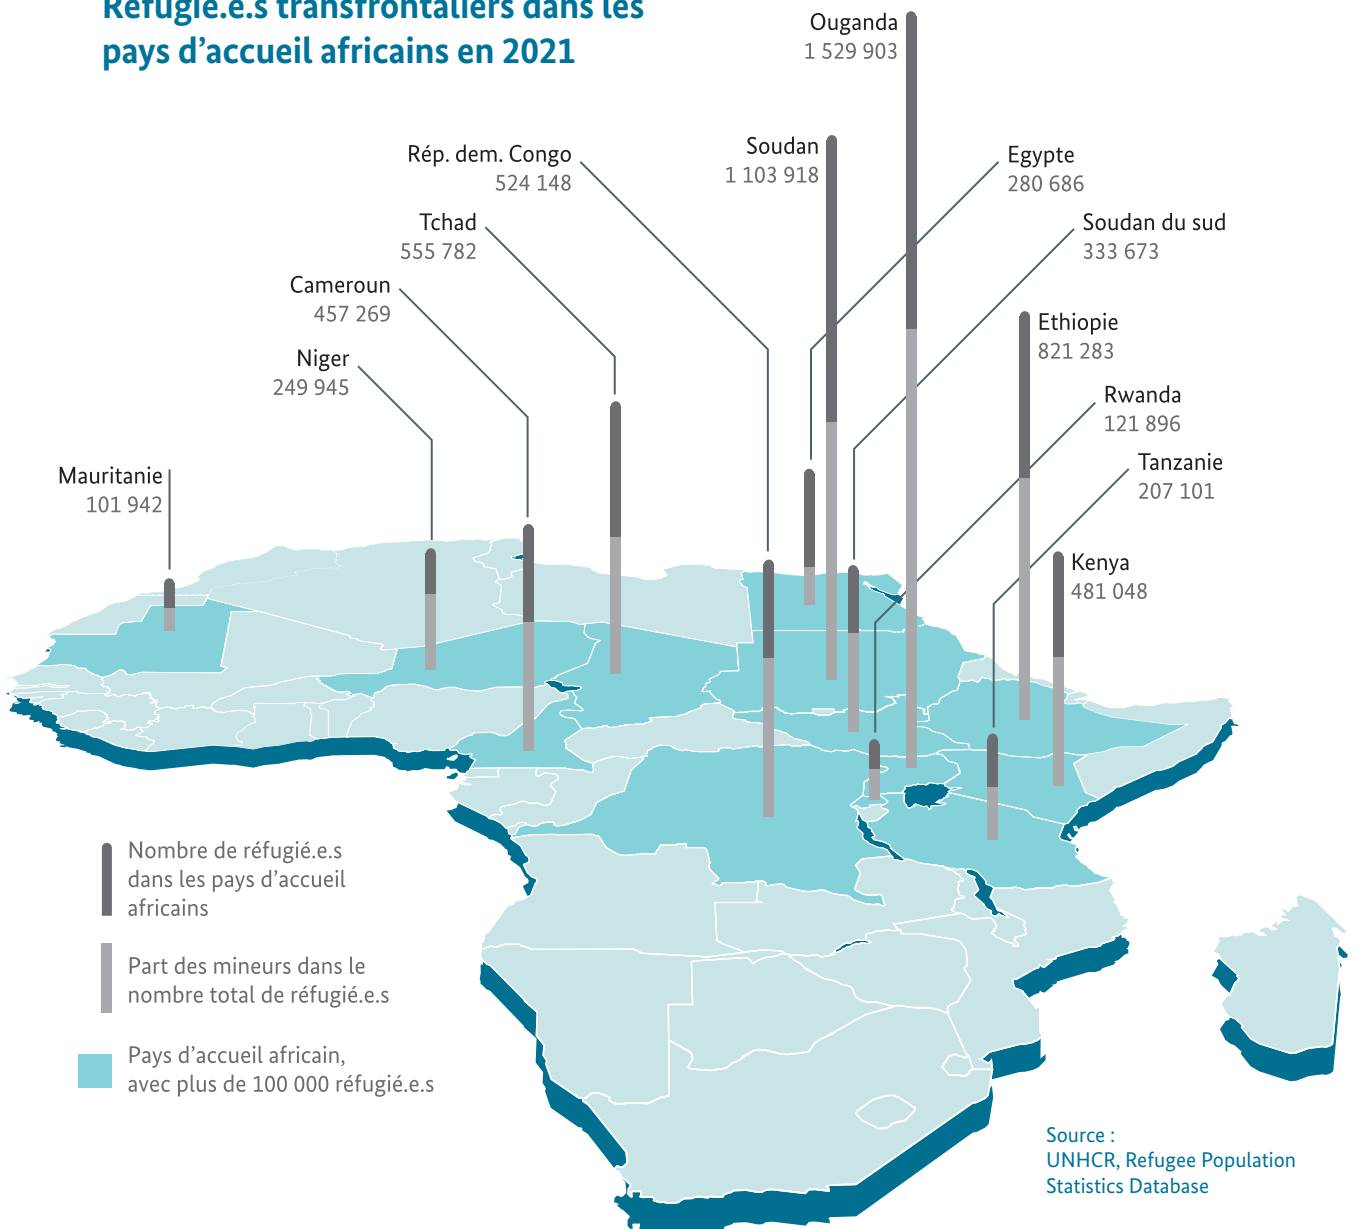 Réfugié.e.s transfrontaliers dans les
pays d’accueil africains en 2021
Ouganda
1 529 903
Soudan
1 103 918
Rép. dem. Congo
524 148
Egypte
280 686
Tchad
555 782
Soudan du sud
333 673
Cameroun
457 269
Ethiopie
821 283
Niger
249 945
Rwanda
121 896
Tanzanie
207 101
Mauritanie
101 942
Kenya
481 048
Nombre de réfugié.e.s
dans les pays d’accueil
africains
Part des mineurs dans le
nombre total de réfugié.e.s
Pays d’accueil africain,
avec plus de 100 000 réfugié.e.s
Source :
UNHCR, Refugee Population
Statistics Database